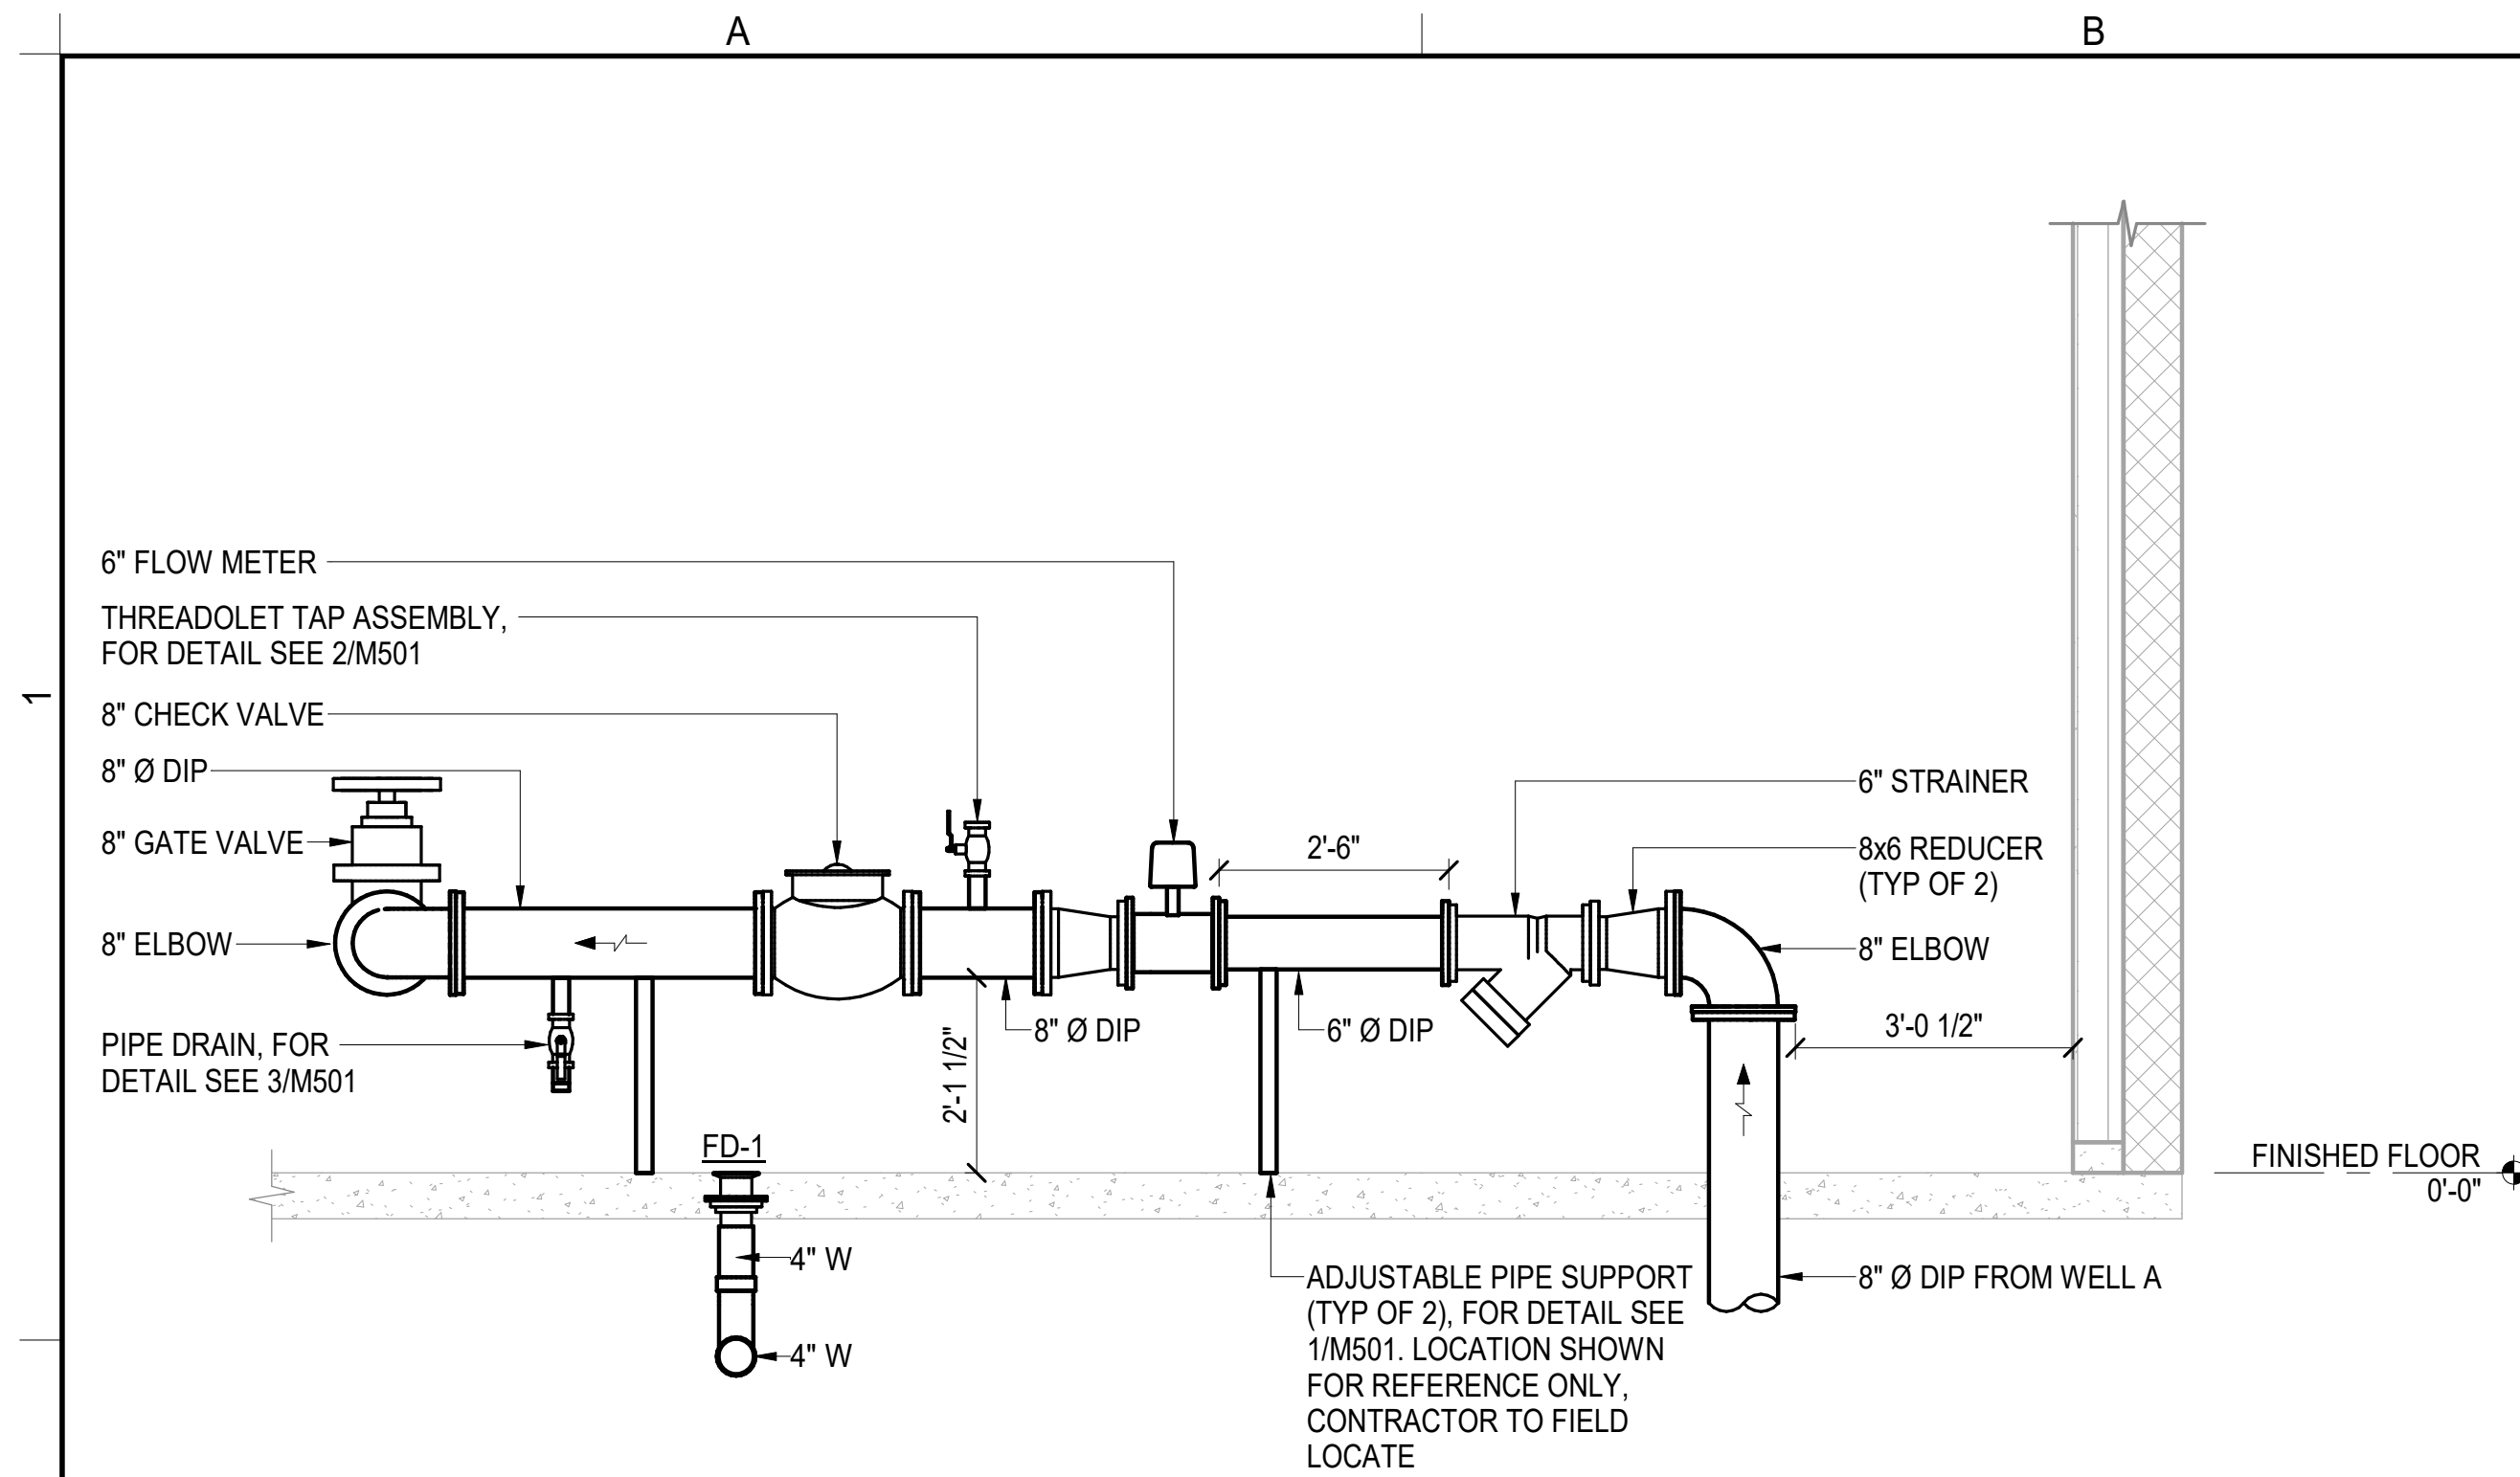 A
B
1
6" FLOW METER
THREADOLET TAP ASSEMBLY,
FOR DETAIL SEE 2/M501
8" CHECK VALVE
8" Ø DIP
8" GATE VALVE
8" ELBOW
PIPE DRAIN, FOR
DETAIL SEE 3/M501
FD-1
4" W
4" W
2'-1 1/2"
8" Ø DIP
2'-6"
6" Ø DIP
6" STRAINER
8x6 REDUCER
(TYP OF 2)
8" ELBOW
3'-0 1/2"
FINISHED FLOOR
0'-0"
8" Ø DIP FROM WELL A
ADJUSTABLE PIPE SUPPORT
(TYP OF 2), FOR DETAIL SEE
1/M501. LOCATION SHOWN
FOR REFERENCE ONLY,
CONTRACTOR TO FIELD
LOCATE